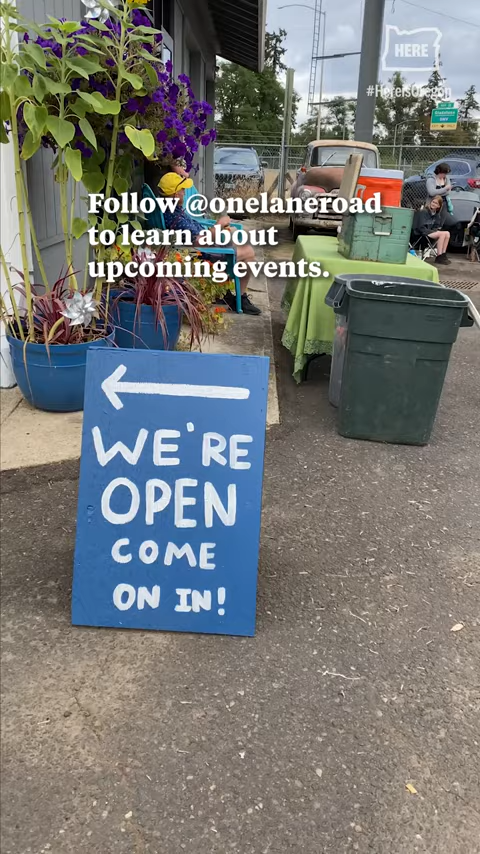 HERE
#HereIsOregon
Follow @onelaneroad
to learn about
upcoming events.
WE'RE
OPEN
COME
ON IN!